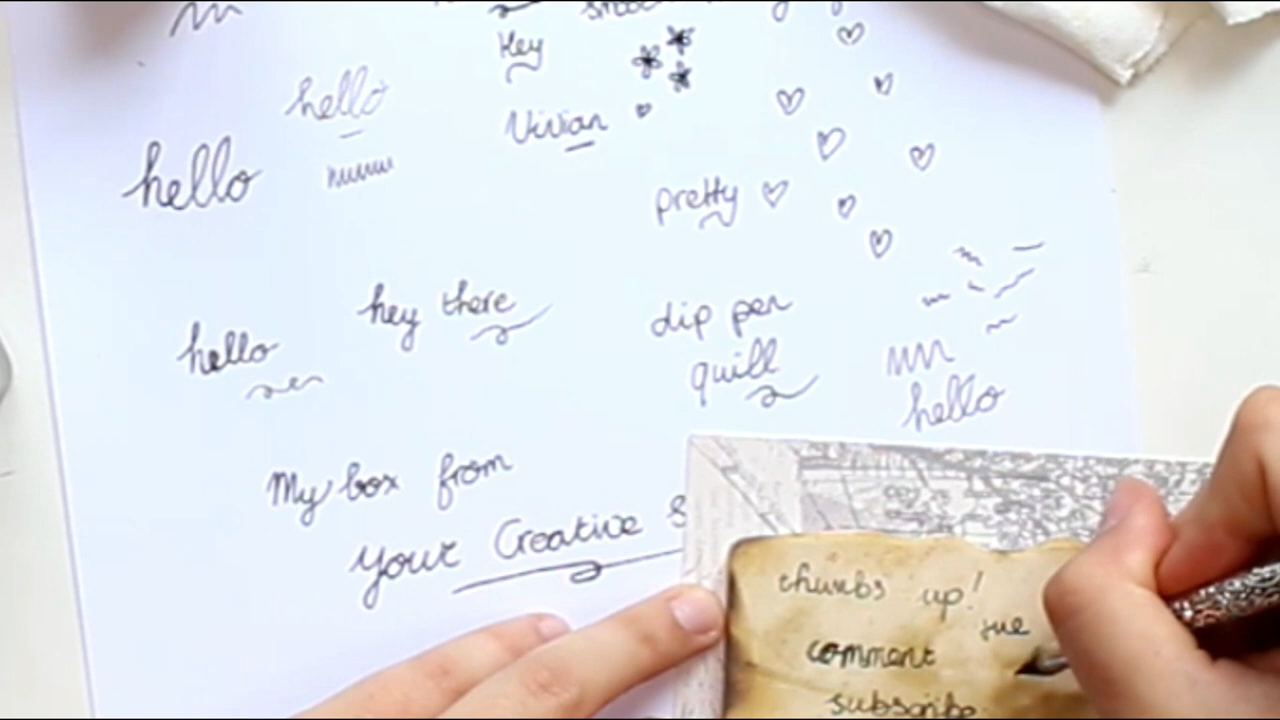 Hey
hello
Vivian
hello
pretty
hey there
dip pen
hello
quill
hello
My box from
Your Creative S
thumbs up!
comment
subscribe